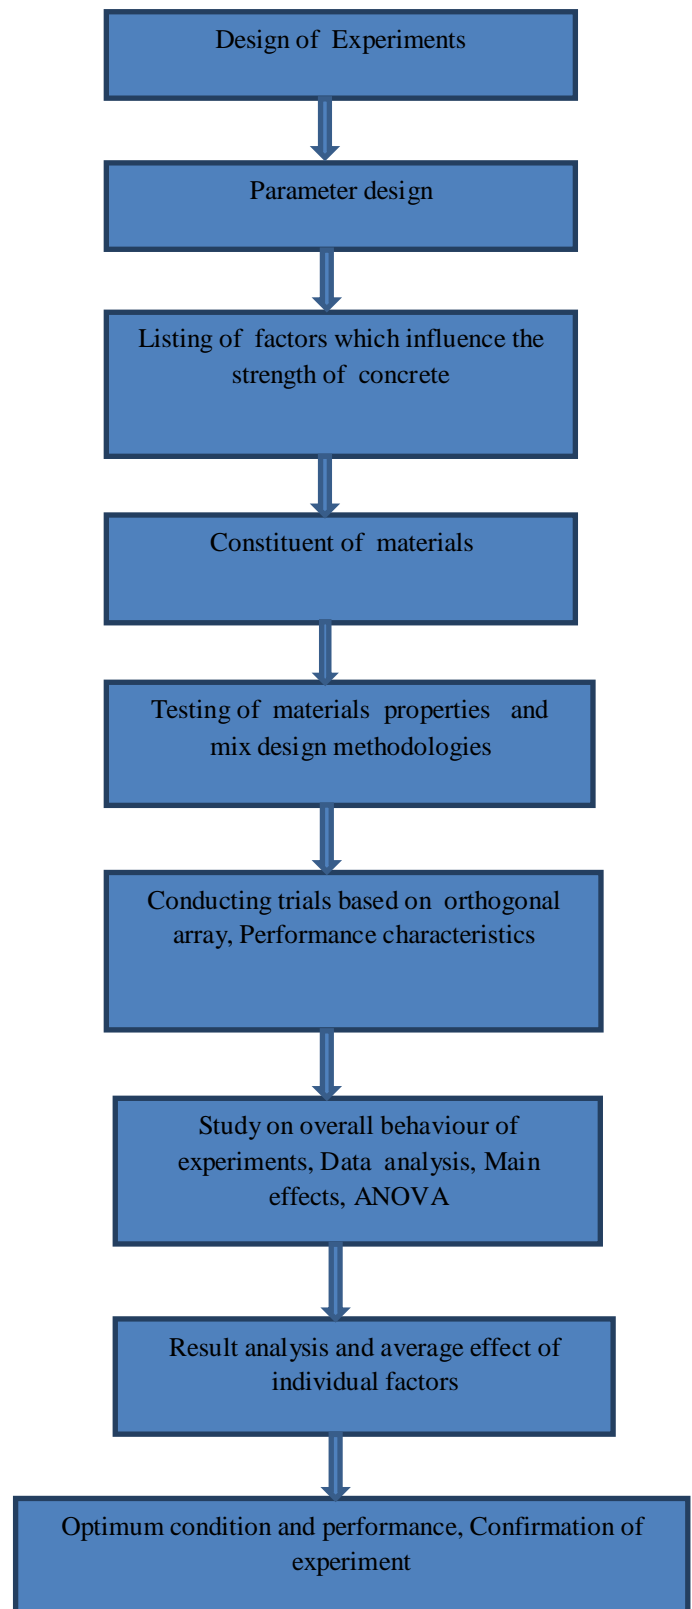 Design of Experiments
Parameter design
Listing of factors which influence the
strength of concrete
Constituent of materials
Testing of materials properties and
mix design methodologies
Conducting trials based on orthogonal
array, Performance characteristics
Study on overall behaviour of
experiments, Data analysis, Main
effects, ANOVA
Result analysis and average effect of
individual factors
Optimum condition and performance, Confirmation of
experiment